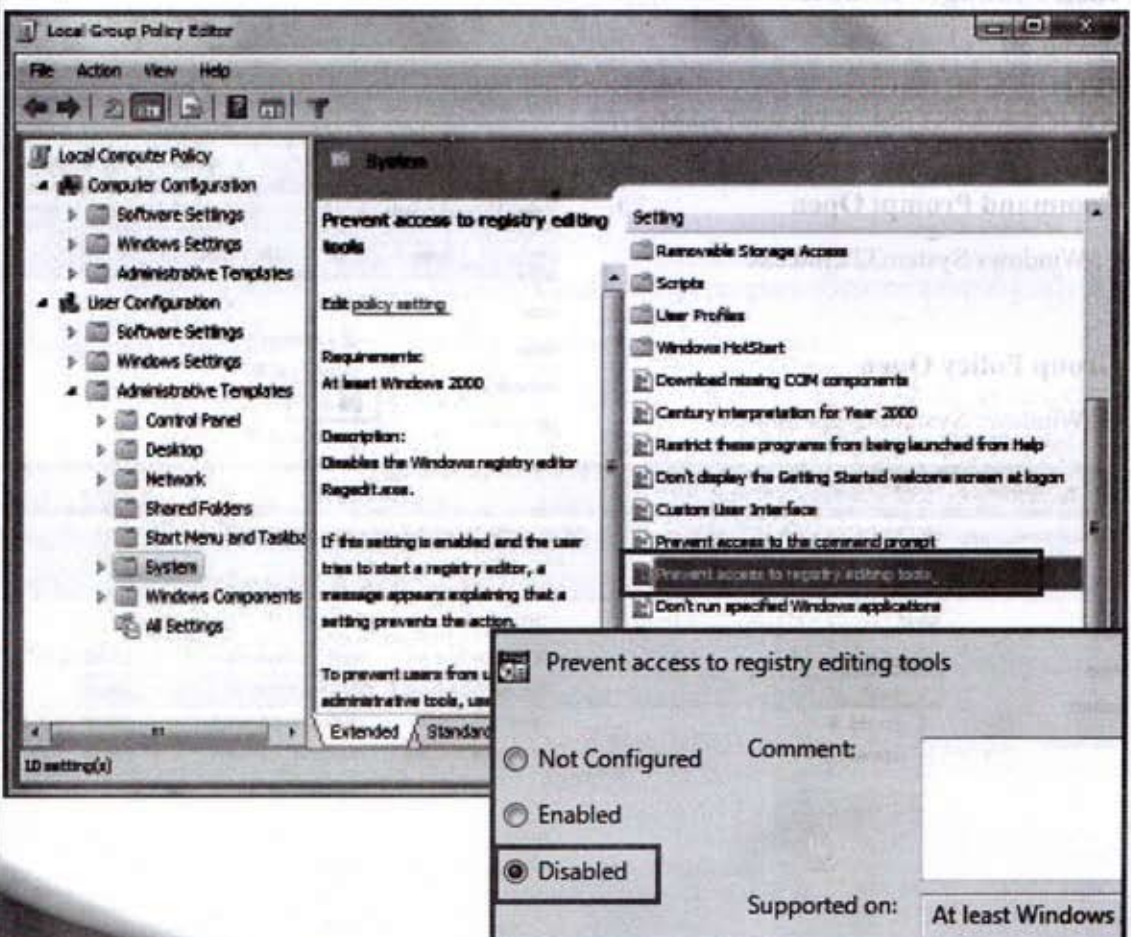 Local Group Policy Editor
File Action View Help
Local Computer Policy
Computer Configuration
Software Settings
Windows Settings
Administrative Templates
User Configuration
Software Settings
Windows Settings
Administrative Templates
Control Panel
Desktop
Network
Shared Folders
Start Menu and Taskba
System
Windows Components
All Settings
System
Prevent access to registry editing
tools
Edit policy setting
Requirements:
At least Windows 2000
Description:
Disables the Windows registry editor
Regedit.exe.
If this setting is enabled and the user
tries to start a registry editor, a
message appears explaining that a
setting prevents the action.
To prevent users from u
administrative tools, use
Setting
Removable Storage Access
Scripts
User Profiles
Windows HotStart
Download missing COM components
Century interpretation for Year 2000
Restrict these programs from being launched from Help
Don't display the Getting Started welcome screen at logon
Custom User Interface
Prevent access to the command prompt
Prevent access to registry editing tools
Don't run specified Windows applications
Extended Standard
10 setting(s)
Prevent access to registry editing tools
Not Configured
Comment:
Enabled
Disabled
Supported on:
At least Windows